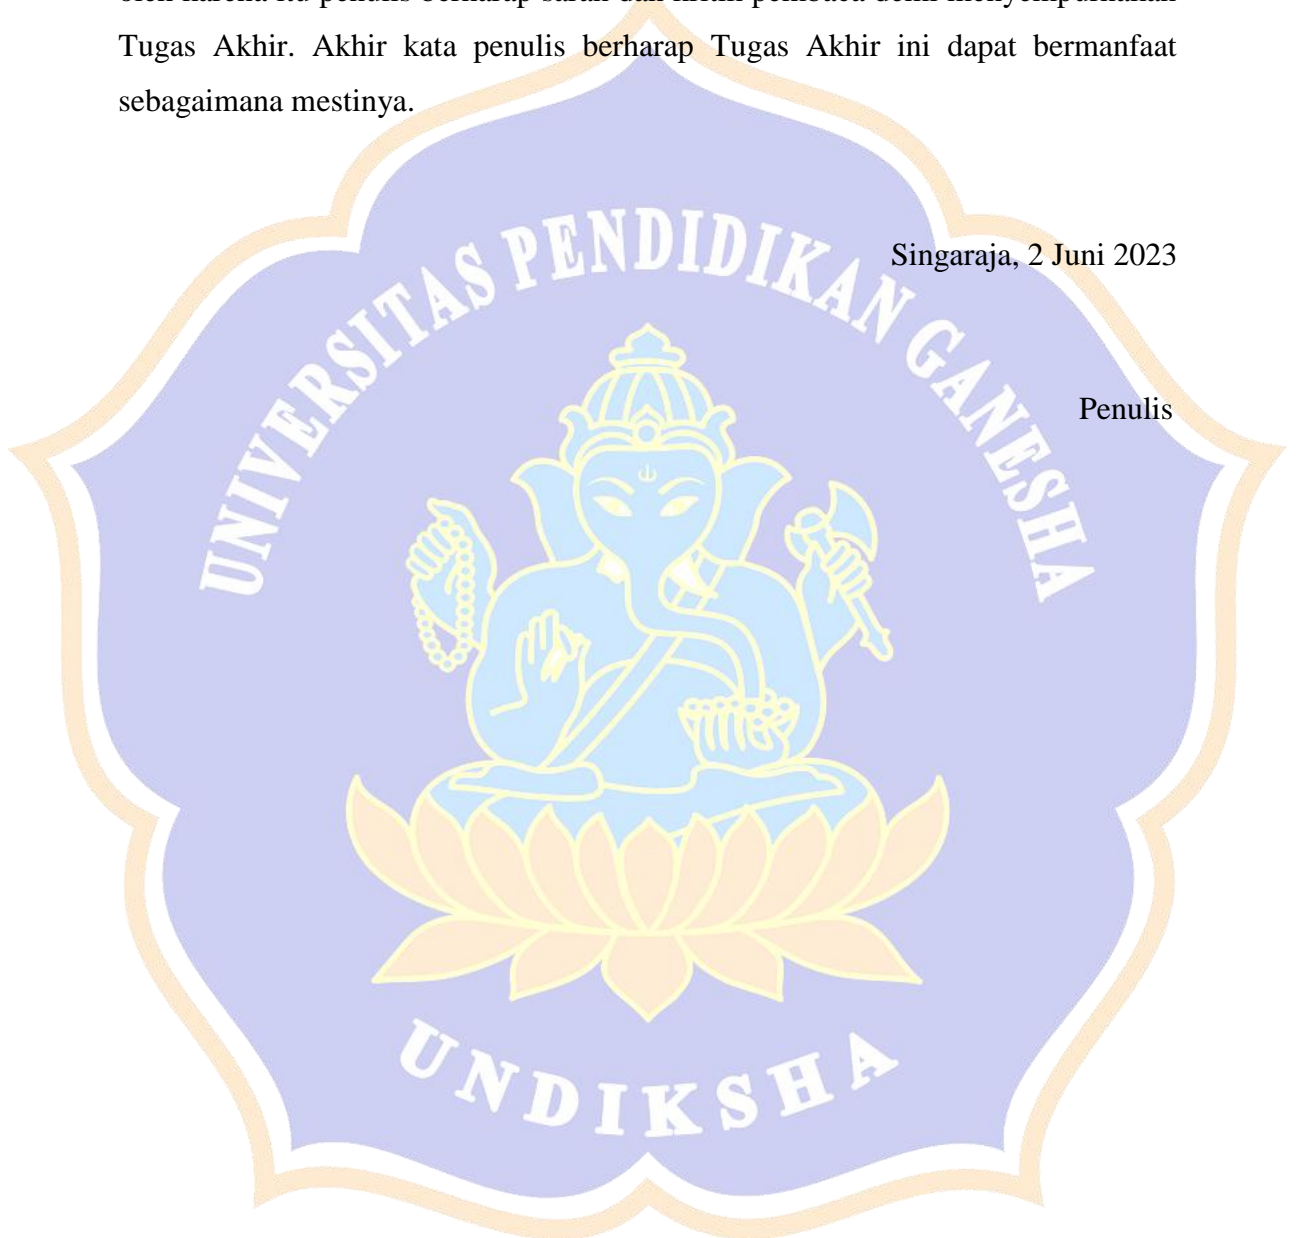 Tugas Akhir. Akhir kata penulis berharap Tugas Akhir ini dapat bermanfaat
sebagaimana mestinya.
Singaraja, 2 Juni 2023
Penulis
UNIVERSITAS PENDIDIKAN GANESHA
UNDIKSHA